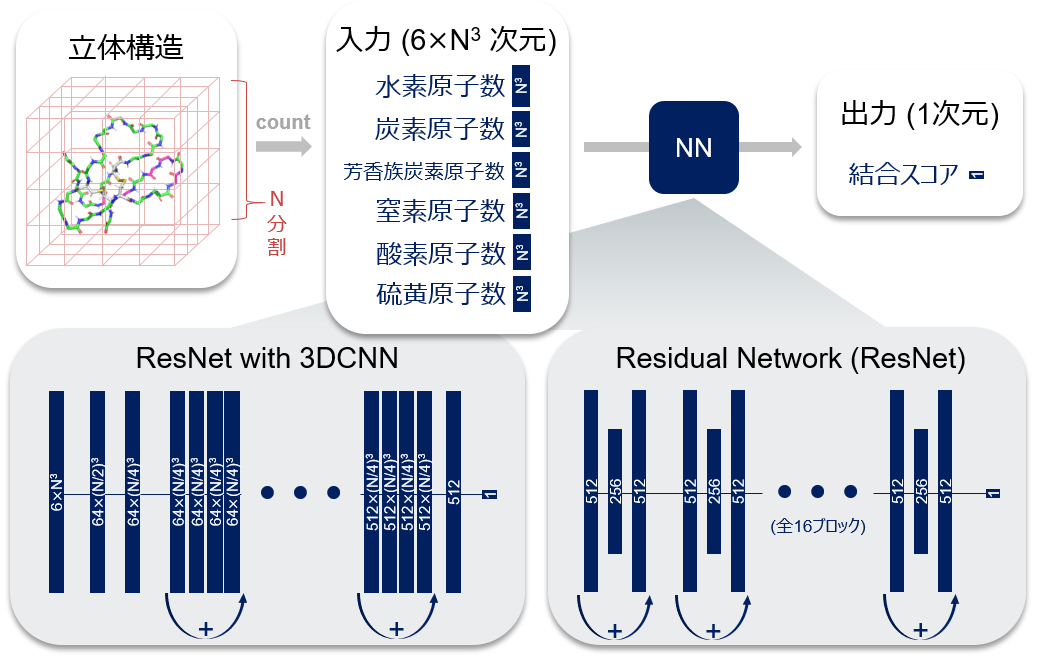 立体構造
N
分
割
count
入力 (6×N³ 次元)
水素原子数 N³
炭素原子数 N³
芳香族炭素原子数 N³
窒素原子数 N³
酸素原子数 N³
硫黄原子数 N³
NN
出力 (1次元)
結合スコア 1
ResNet with 3DCNN
6×N³
64×(N/2)³
64×(N/4)³
64×(N/4)³
64×(N/4)³
64×(N/4)³
64×(N/4)³
512×(N/4)³
512×(N/4)³
512×(N/4)³
512×(N/4)³
512
1
+
+
Residual Network (ResNet)
512
256
512
512
256
512
(全16ブロック)
512
256
512
1
+
+
+